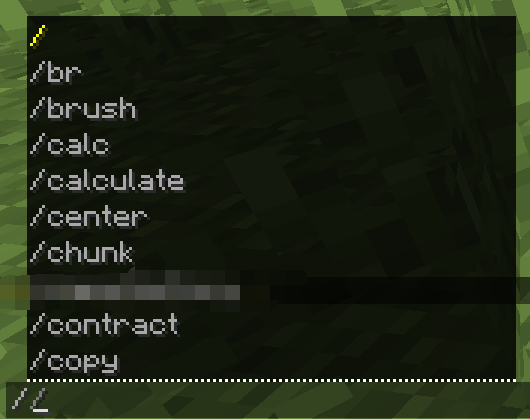 /
/br
/brush
/calc
/calculate
/center
/chunk
/contract
/copy
//